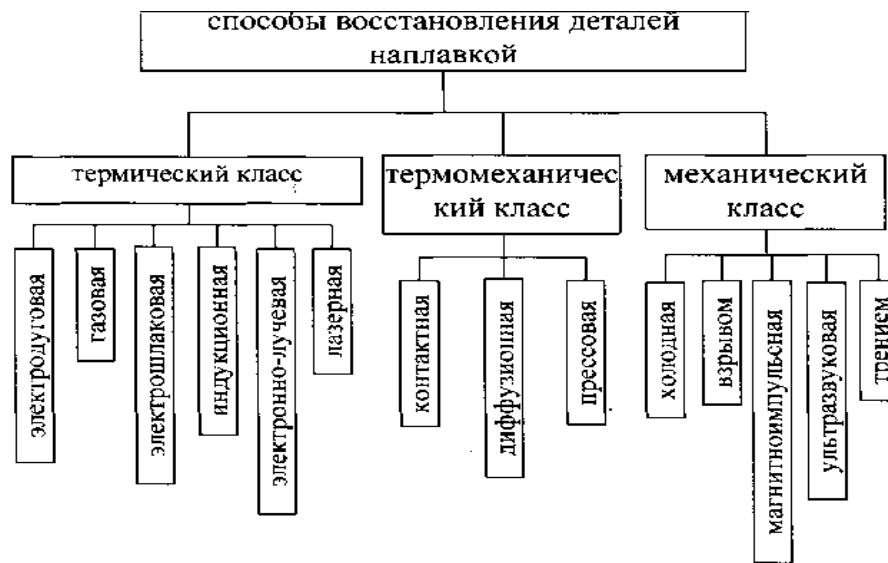 способы восстановления деталей
наплавкой
термический класс
термомеханичес
кий класс
механический
класс
электродуговая
газовая
электрошлаковая
индукционная
электронно-лучевая
лазерная
контактная
диффузионная
прессовая
холодная
взрывом
магнитноимпульсная
ультразвуковая
трением